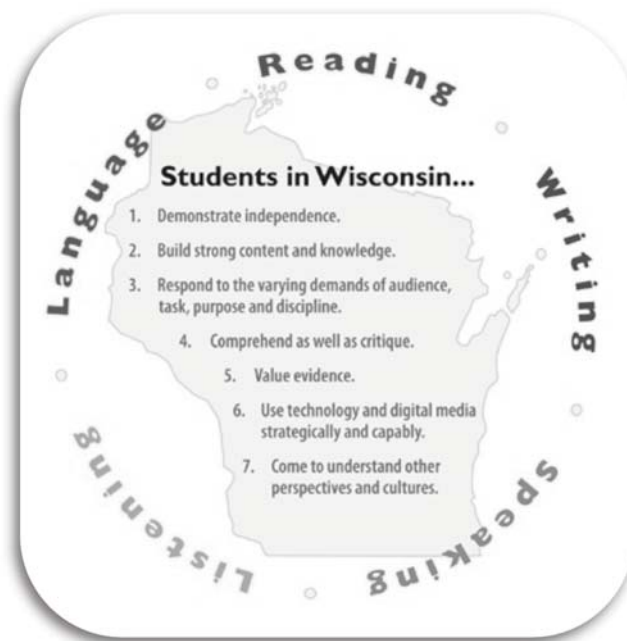 Reading
Writing
Speaking
Listening
Language
Students in Wisconsin...
1. Demonstrate independence.
2. Build strong content and knowledge.
3. Respond to the varying demands of audience,
task, purpose and discipline.
4. Comprehend as well as critique.
5. Value evidence.
6. Use technology and digital media
strategically and capably.
7. Come to understand other
perspectives and cultures.